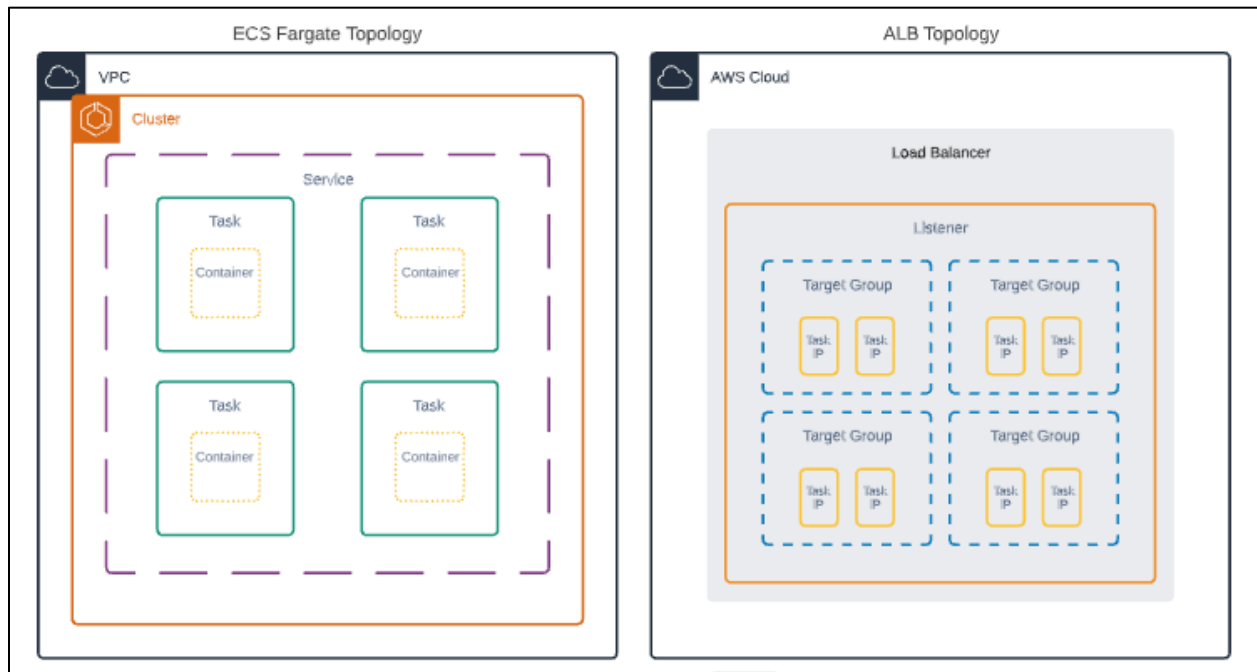 ECS Fargate Topology
VPC
Cluster
Service
Task
Task
Container
Container
Task
Task
Container
Container
ALB Topology
AWS Cloud
Load Balancer
Listener
Target Group
Target Group
Task
IP
Task
IP
Task
IP
Task
IP
Target Group
Target Group
Task
IP
Task
IP
Task
IP
Task
IP